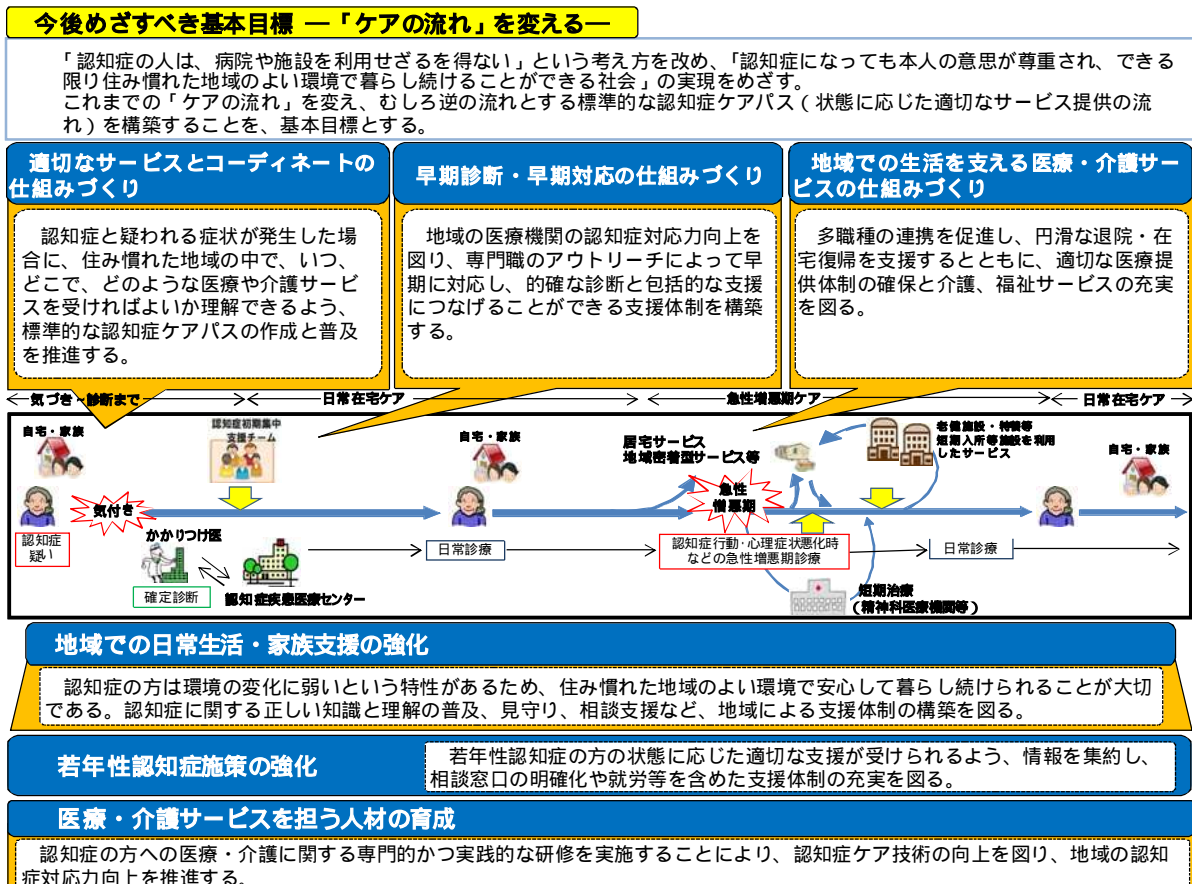 今後めざすべき基本目標 ―「ケアの流れ」を変える―
「認知症の人は、病院や施設を利用せざるを得ない」という考え方を改め、「認知症になっても本人の意思が尊重され、できる
限り住み慣れた地域のよい環境で暮らし続けることができる社会」の実現をめざす。
これまでの「ケアの流れ」を変え、むしろ逆の流れとする標準的な認知症ケアパス(状態に応じた適切なサービス提供の流
れ)を構築することを、基本目標とする。
適切なサービスとコーディネートの
仕組みづくり
認知症と疑われる症状が発生した場
合に、住み慣れた地域の中で、いつ、
どこで、どのような医療や介護サービ
スを受ければよいか理解できるよう、
標準的な認知症ケアパスの作成と普及
を推進する。
早期診断・早期対応の仕組みづくり
地域の医療機関の認知症対応力向上を
図り、専門職のアウトリーチによって早
期に対応し、的確な診断と包括的な支援
につなげることができる支援体制を構築
する。
地域での生活を支える医療・介護サー
ビスの仕組みづくり
多職種の連携を促進し、円滑な退院・在
宅復帰を支援するとともに、適切な医療提
供体制の確保と介護、福祉サービスの充実
を図る。
気づき~診断まで
日常在宅ケア
急性増悪期ケア
日常在宅ケア
自宅・家族
認知症初期集中
支援チーム
自宅・家族
居宅サービス
地域密着型サービス等
老健施設・特養等
短期入所等施設を利用
したサービス
自宅・家族
気付き
急性
憎悪期
認知症
疑い
かかりつけ医
確定診断
認知症疾患医療センター
日常診療
認知症行動・心理症状悪化時
などの急性増悪期診療
日常診療
短期治療
(精神科医療機関等)
地域での日常生活・家族支援の強化
認知症の方は環境の変化に弱いという特性があるため、住み慣れた地域のよい環境で安心して暮らし続けられることが大切
である。認知症に関する正しい知識と理解の普及、見守り、相談支援など、地域による支援体制の構築を図る。
若年性認知症施策の強化
若年性認知症の方の状態に応じた適切な支援が受けられるよう、情報を集約し、
相談窓口の明確化や就労等を含めた支援体制の充実を図る。
医療・介護サービスを担う人材の育成
認知症の方への医療・介護に関する専門的かつ実践的な研修を実施することにより、認知症ケア技術の向上を図り、地域の認知
症対応力向上を推進する。